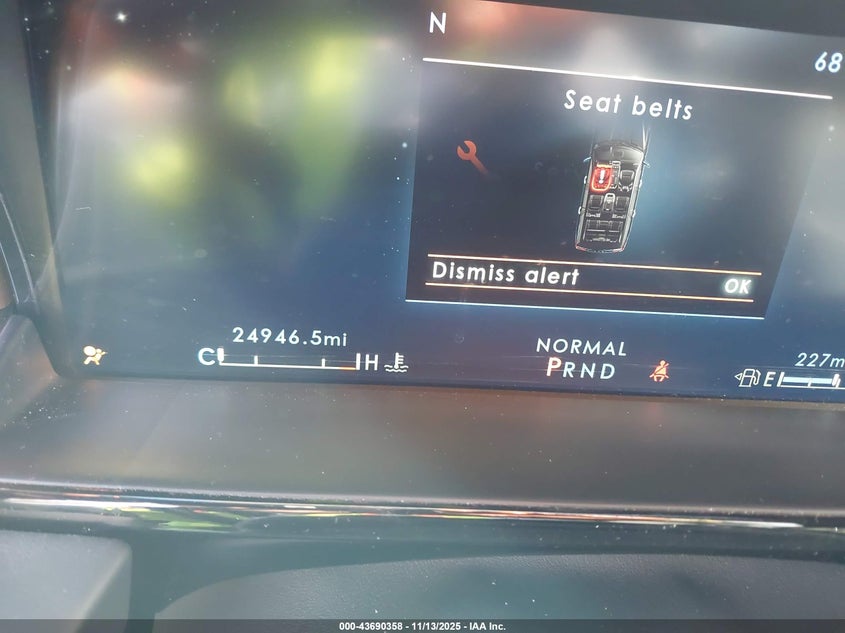 N
68
Seat belts
Dismiss alert
OK
24946.5mi
C H
NORMAL
PRND
227m
E
000-43690358 - 11/13/2025 - IAA Inc.